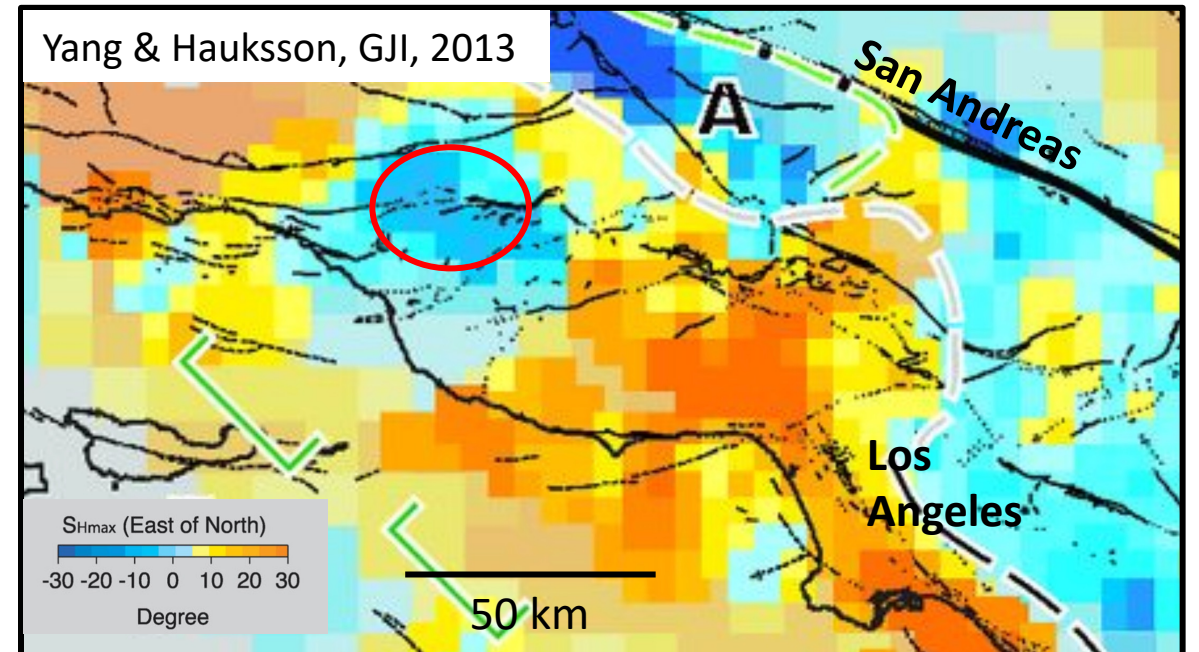 Yang & Hauksson, GJI, 2013
San Andreas
A
Los
Angeles
SHmax (East of North)
-30 -20 -10 0 10 20 30
Degree
50 km